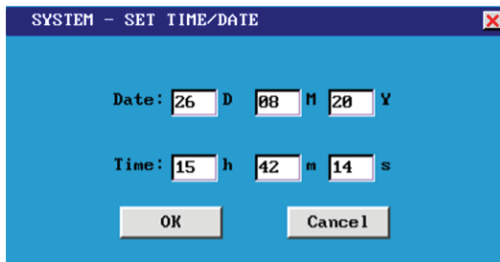 SYSTEM - SET TIME/DATE
Date: 26 D 08 M 20 Y
Time: 15 h 42 m 14 s
OK Cancel